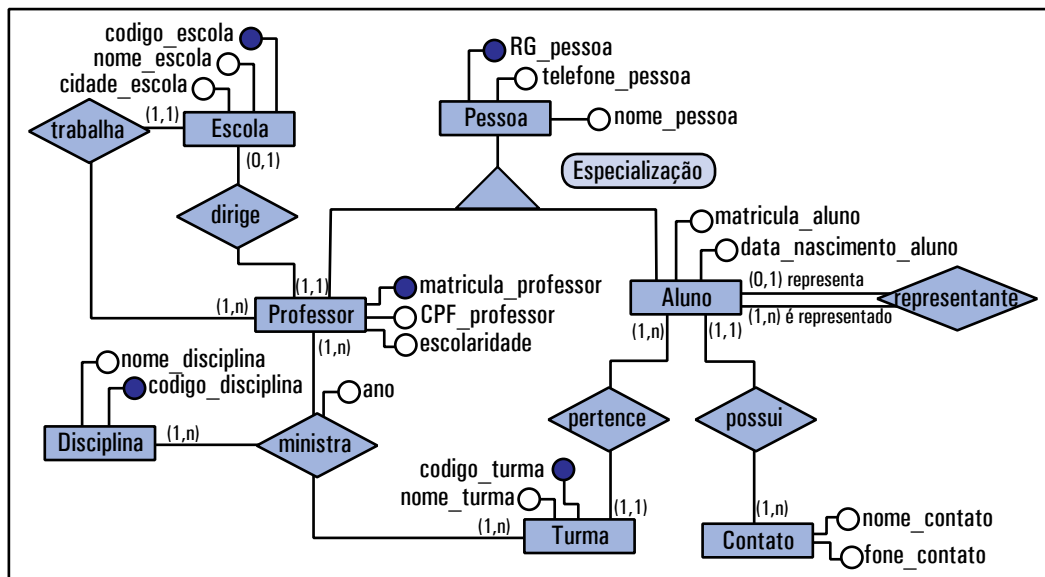 codigo_escola
nome_escola
cidade_escola
RG_pessoa
telefone_pessoa
Pessoa
nome_pessoa
trabalha
(1,1)
Escola
(0,1)
Especialização
dirige
matricula_aluno
data_nascimento_aluno
(1,1)
matricula_professor
(1,n)
Professor
CPF_professor
escolaridade
(1,n)
Aluno
(0,1) representa
(1,n) é representado
representante
(1,n)
(1,1)
nome_disciplina
codigo_disciplina
ano
Disciplina
(1,n)
ministra
pertence
possui
codigo_turma
nome_turma
(1,n)
Turma
(1,1)
(1,n)
Contato
nome_contato
fone_contato